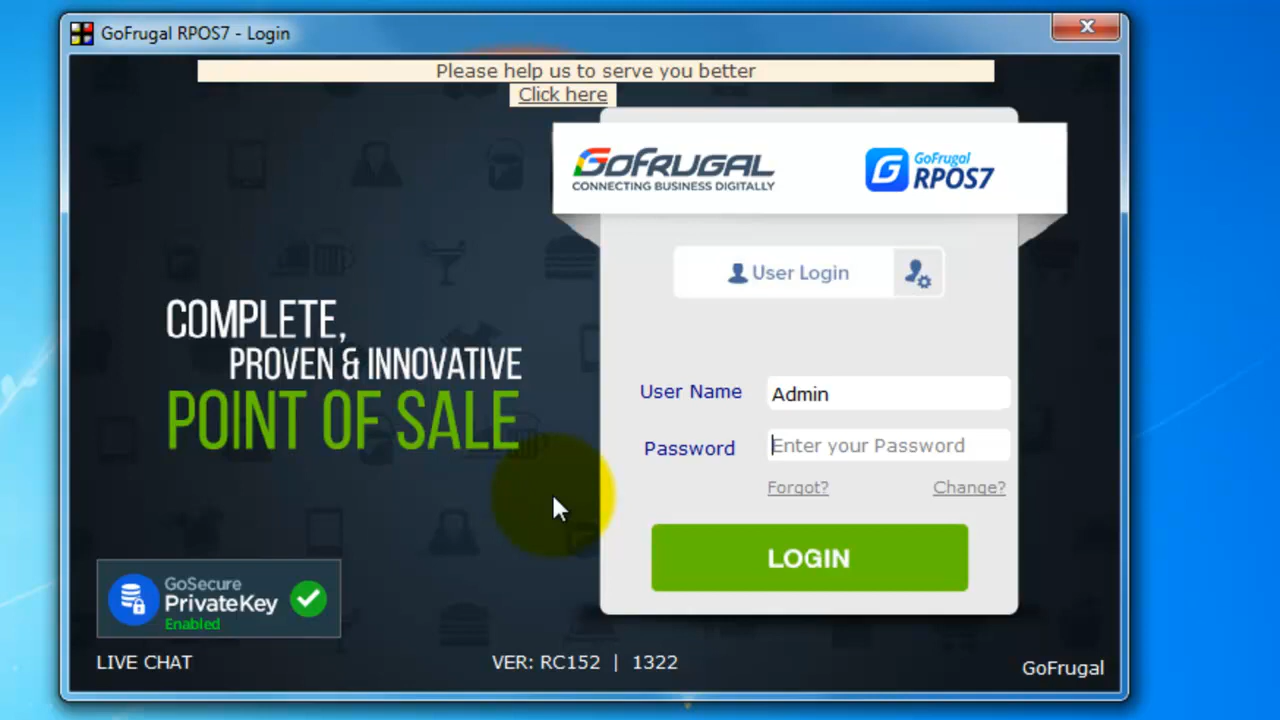 GoFrugal RPOS7 - Login
Please help us to serve you better
Click here
GOFRUGAL
CONNECTING BUSINESS DIGITALLY
GoFrugal
RPOS7
User Login
COMPLETE,
PROVEN & INNOVATIVE
POINT OF SALE
User Name Admin
Password Enter your Password
Forgot? Change?
LOGIN
GoSecure
PrivateKey
Enabled
LIVE CHAT VER: RC152 | 1322 GoFrugal